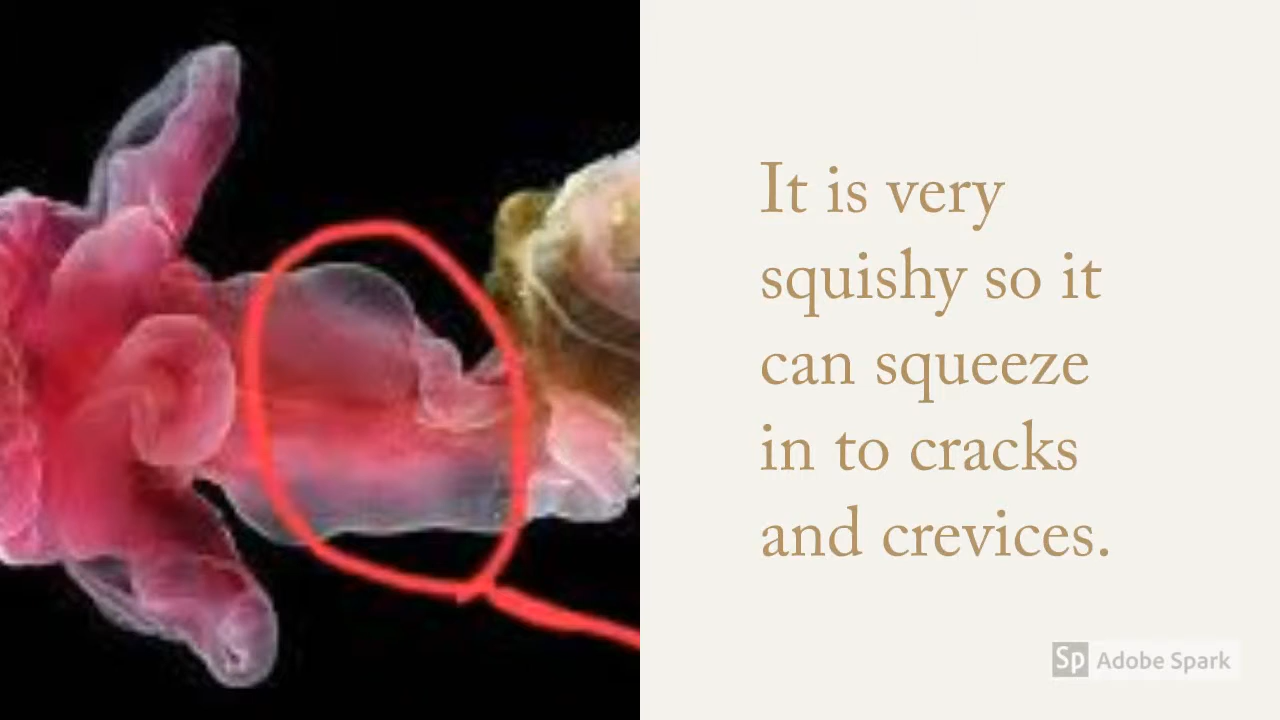 It is very
squishy so it
can squeeze
in to cracks
and crevices.
Sp Adobe Spark